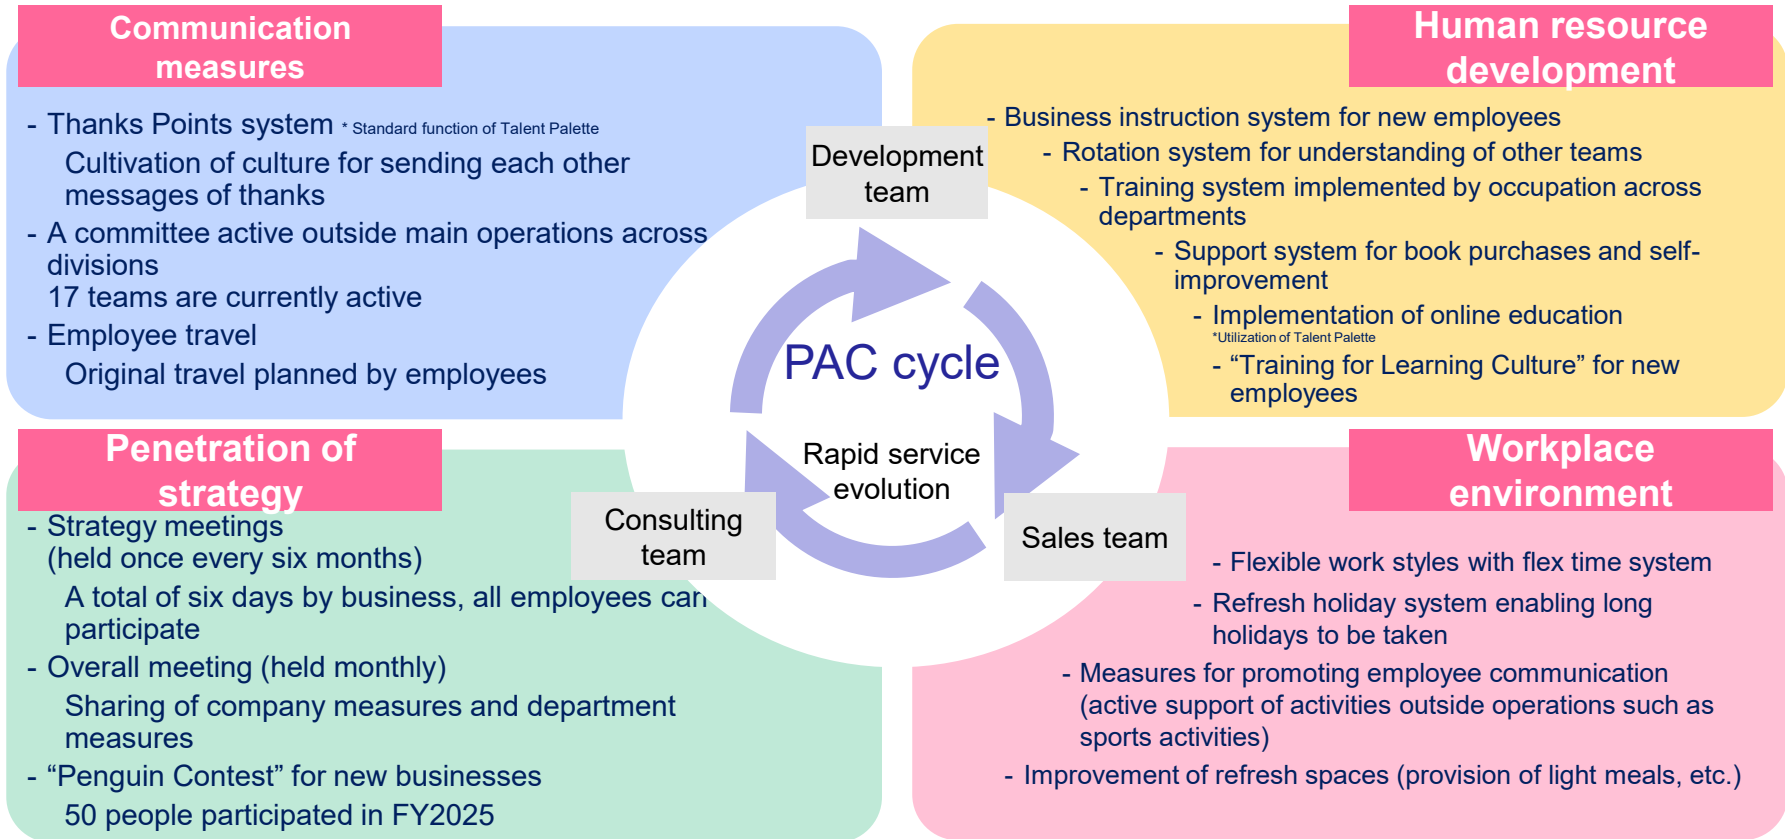 Communication
measures
- Thanks Points system * Standard function of Talent Palette
Cultivation of culture for sending each other
messages of thanks
- A committee active outside main operations across
divisions
17 teams are currently active
- Employee travel
Original travel planned by employees
Human resource
development
- Business instruction system for new employees
- Rotation system for understanding of other teams
- Training system implemented by occupation across
departments
- Support system for book purchases and self-
improvement
- Implementation of online education
*Utilization of Talent Palette
- “Training for Learning Culture” for new
employees
Development
team
PAC cycle
Rapid service
evolution
Consulting
team
Sales team
Penetration of
strategy
- Strategy meetings
(held once every six months)
A total of six days by business, all employees can
participate
- Overall meeting (held monthly)
Sharing of company measures and department
measures
- “Penguin Contest” for new businesses
50 people participated in FY2025
Workplace
environment
- Flexible work styles with flex time system
- Refresh holiday system enabling long
holidays to be taken
- Measures for promoting employee communication
(active support of activities outside operations such as
sports activities)
- Improvement of refresh spaces (provision of light meals, etc.)